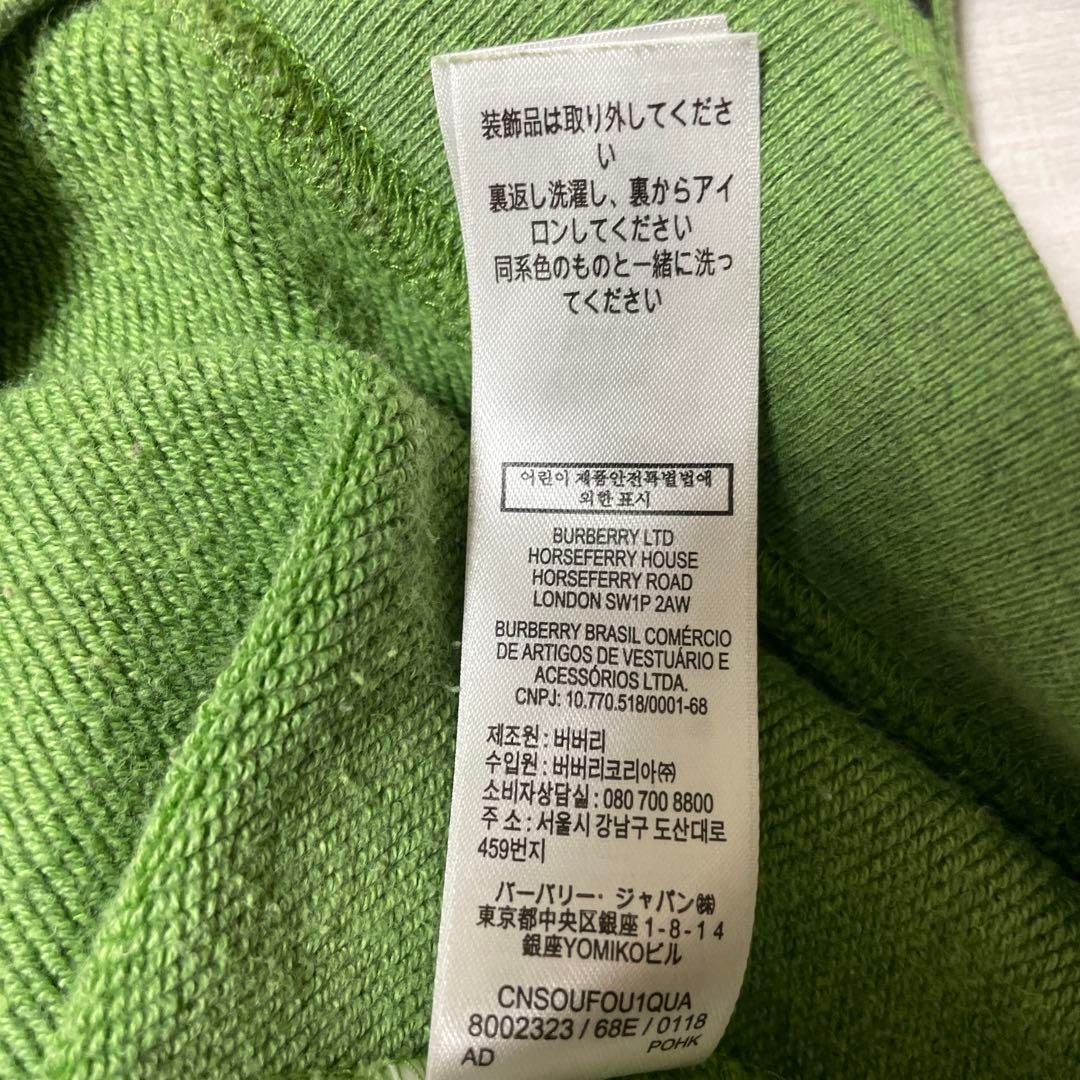 装飾品は取り外してくださ
い
裏返し洗濯し、裏からアイ
ロンしてください
同系色のものと一緒に洗っ
てください
어린이 제품안전특별법에
의한 표시
BURBERRY LTD
HORSEFERRY HOUSE
HORSEFERRY ROAD
LONDON SW1P 2AW
BURBERRY BRASIL COMÉRCIO
DE ARTIGOS DE VESTUÁRIO E
ACESSÓRIOS LTDA.
CNPJ: 10.770.518/0001-68
제조원 : 버버리
수입원 : 버버리코리아㈜
소비자상담실 : 080 700 8800
주 소 : 서울시 강남구 도산대로
459번지
バーバリー・ジャパン㈱
東京都中央区銀座1-8-14
銀座YOMIKOビル
CNSOUFOU1QUA
8002323 / 68E / 0118
AD POHK